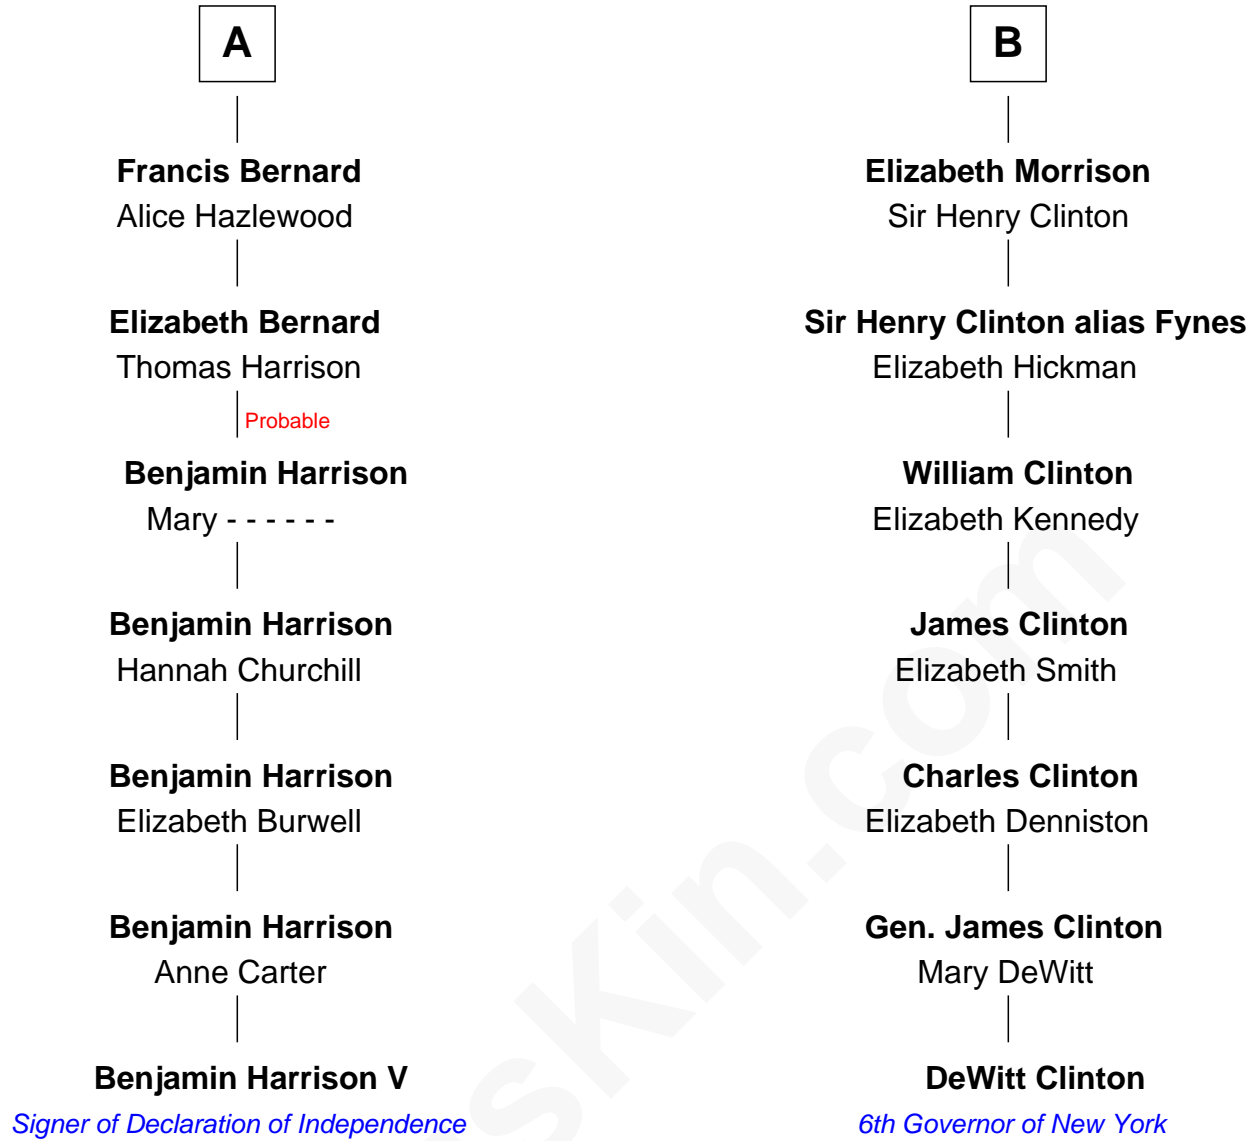 A
Francis Bernard
Alice Hazlewood
Elizabeth Bernard
Thomas Harrison
Probable
Benjamin Harrison
Mary - - - - - -
Benjamin Harrison
Hannah Churchill
Benjamin Harrison
Elizabeth Burwell
Benjamin Harrison
Anne Carter
Benjamin Harrison V
Signer of Declaration of Independence
B
Elizabeth Morrison
Sir Henry Clinton
Sir Henry Clinton alias Fynes
Elizabeth Hickman
William Clinton
Elizabeth Kennedy
James Clinton
Elizabeth Smith
Charles Clinton
Elizabeth Denniston
Gen. James Clinton
Mary DeWitt
DeWitt Clinton
6th Governor of New York
sKin.com